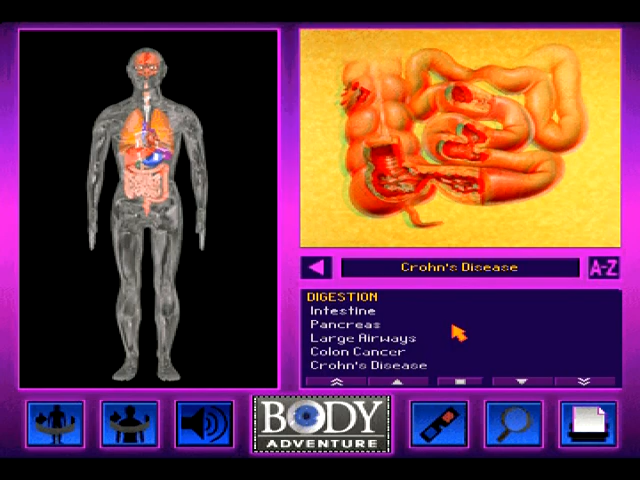 Crohn's Disease
A-Z
DIGESTION
Intestine
Pancreas
Large Airways
Colon Cancer
Crohn's Disease
BODY
ADVENTURE